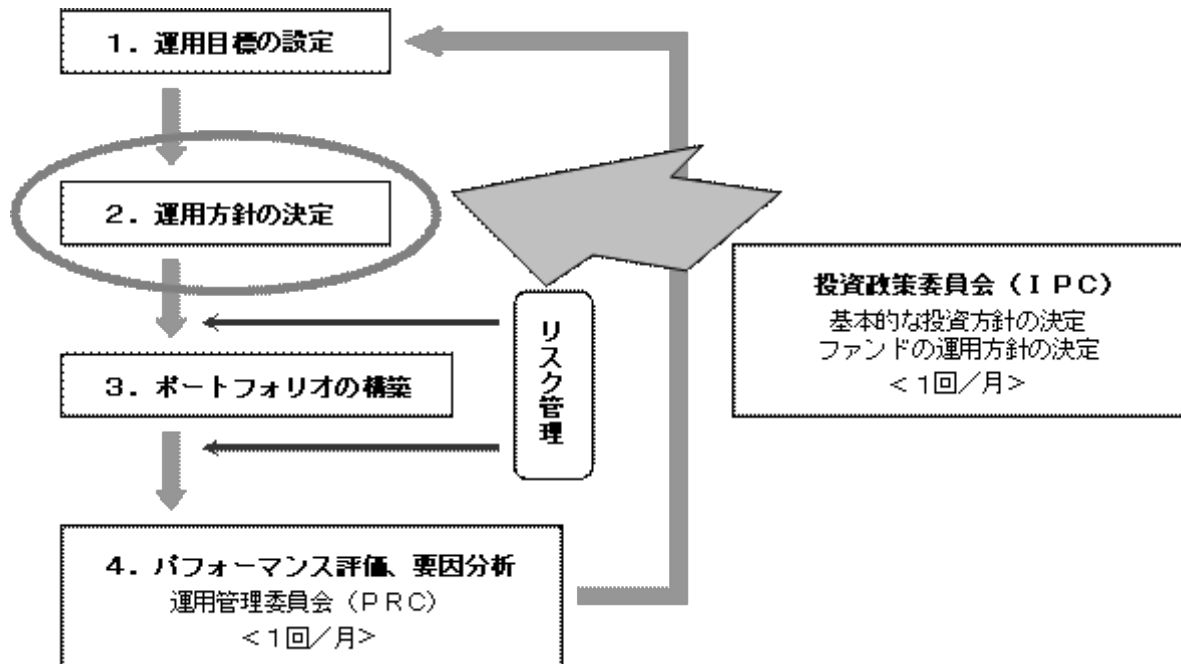 １．運用目標の設定
２．運用方針の決定
リスク管理
投資政策委員会（ＩＰＣ）
基本的な投資方針の決定
ファンドの運用方針の決定
＜１回／月＞
３．ポートフォリオの構築
４．パフォーマンス評価、要因分析
運用管理委員会（ＰＲＣ）
＜１回／月＞